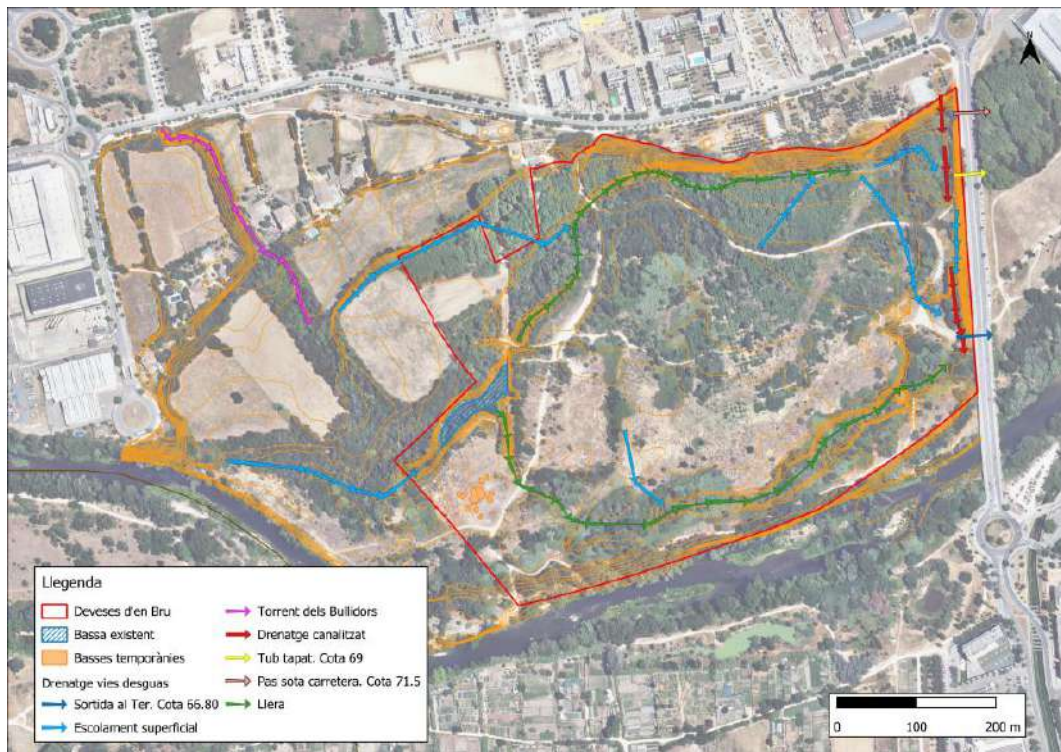 N
Llegenda
Deveses d'en Bru
Bassa existent
Basses temporànies
Drenatge vies desguas
Sortida al Ter. Cota 66.80
Escolament superficial
Torrent dels Bullidors
Drenatge canalitzat
Tub tapat. Cota 69
Pas sota carretera. Cota 71.5
Llera
0 100 200 m